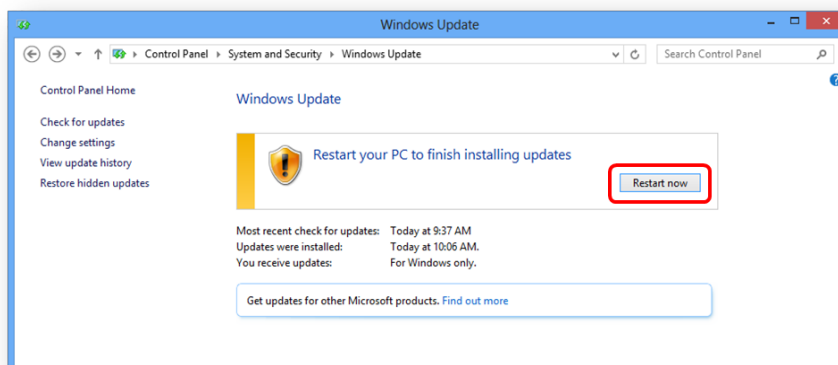 Windows Update
Control Panel System and Security Windows Update
Search Control Panel
Control Panel Home
Check for updates
Change settings
View update history
Restore hidden updates
Windows Update
Restart your PC to finish installing updates
Restart now
Most recent check for updates: Today at 9:37 AM
Updates were installed: Today at 10:06 AM.
You receive updates: For Windows only.
Get updates for other Microsoft products. Find out more